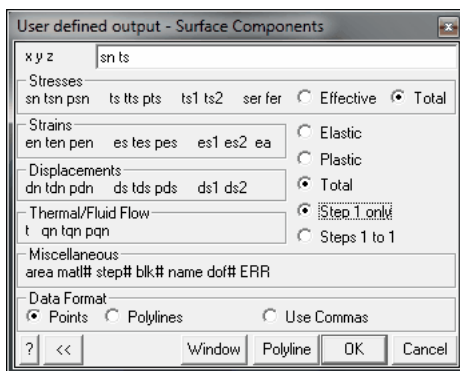 User defined output - Surface Components
x y z sn ts
Stresses
sn tsn psn ts tts pts ts1 ts2 ser fer Effective Total
Strains
en ten pen es tes pes es1 es2 ea Elastic
Plastic
Displacements
dn tdn pdn ds tds pds ds1 ds2 Total
Thermal/Fluid Flow
t qn tqn pqn Step 1 only
Steps 1 to 1
Miscellaneous
area matl# step# blk# name dof# ERR
Data Format
Points Polylines Use Commas
? << Window Polyline OK Cancel